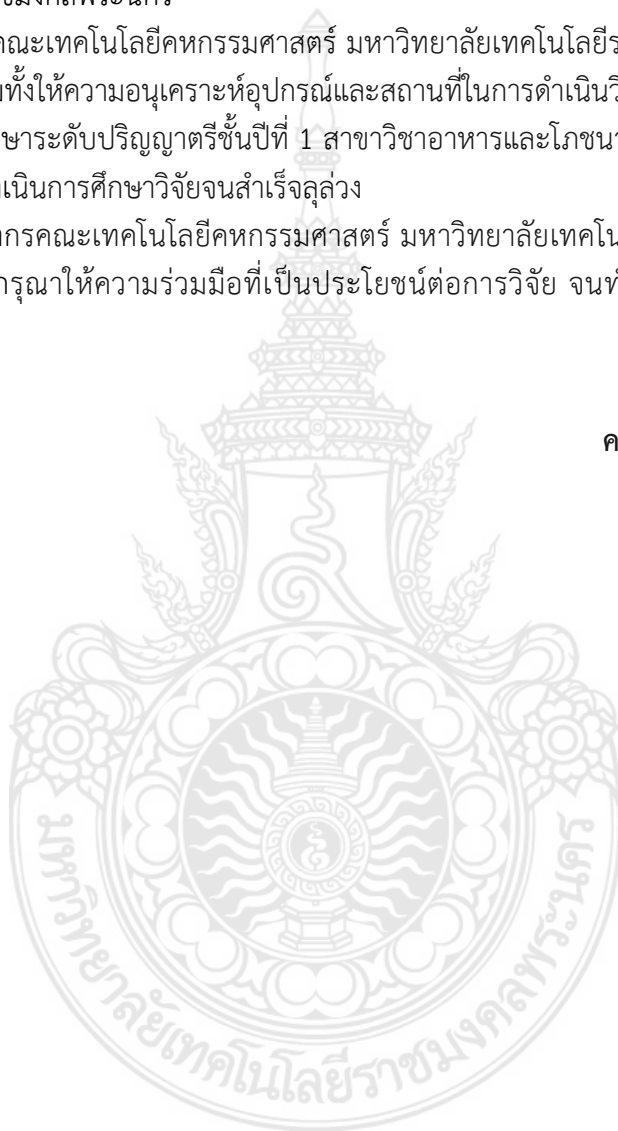 คณะเทคโนโลยีคหกรรมศาสตร์ มหาวิทยาลัยเทคโนโลยีร
ทั้งให้ความอนุเคราะห์อุปกรณ์และสถานที่ในการดำเนินวิ
ษาระดับปริญญาตรีชั้นปีที่ 1 สาขาวิชาอาหารและโภชนา
เนินการศึกษาวิจัยจนสำเร็จลุล่วง
กรคณะเทคโนโลยีคหกรรมศาสตร์ มหาวิทยาลัยเทคโน
กรุณาให้ความร่วมมือที่เป็นประโยชน์ต่อการวิจัย จนทำ
ค
มหาวิทยาลัยเทคโนโลยีราชมงคลพระนคร